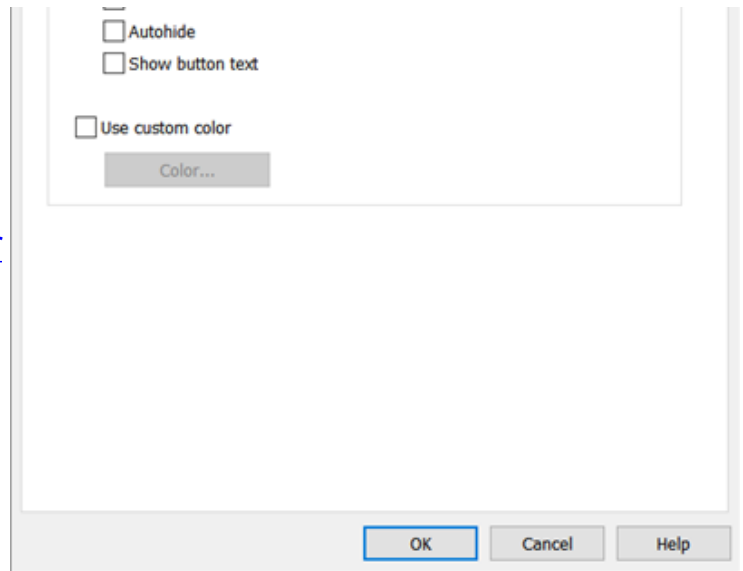 Autohide
Show button text
Use custom color
Color...
OK Cancel Help